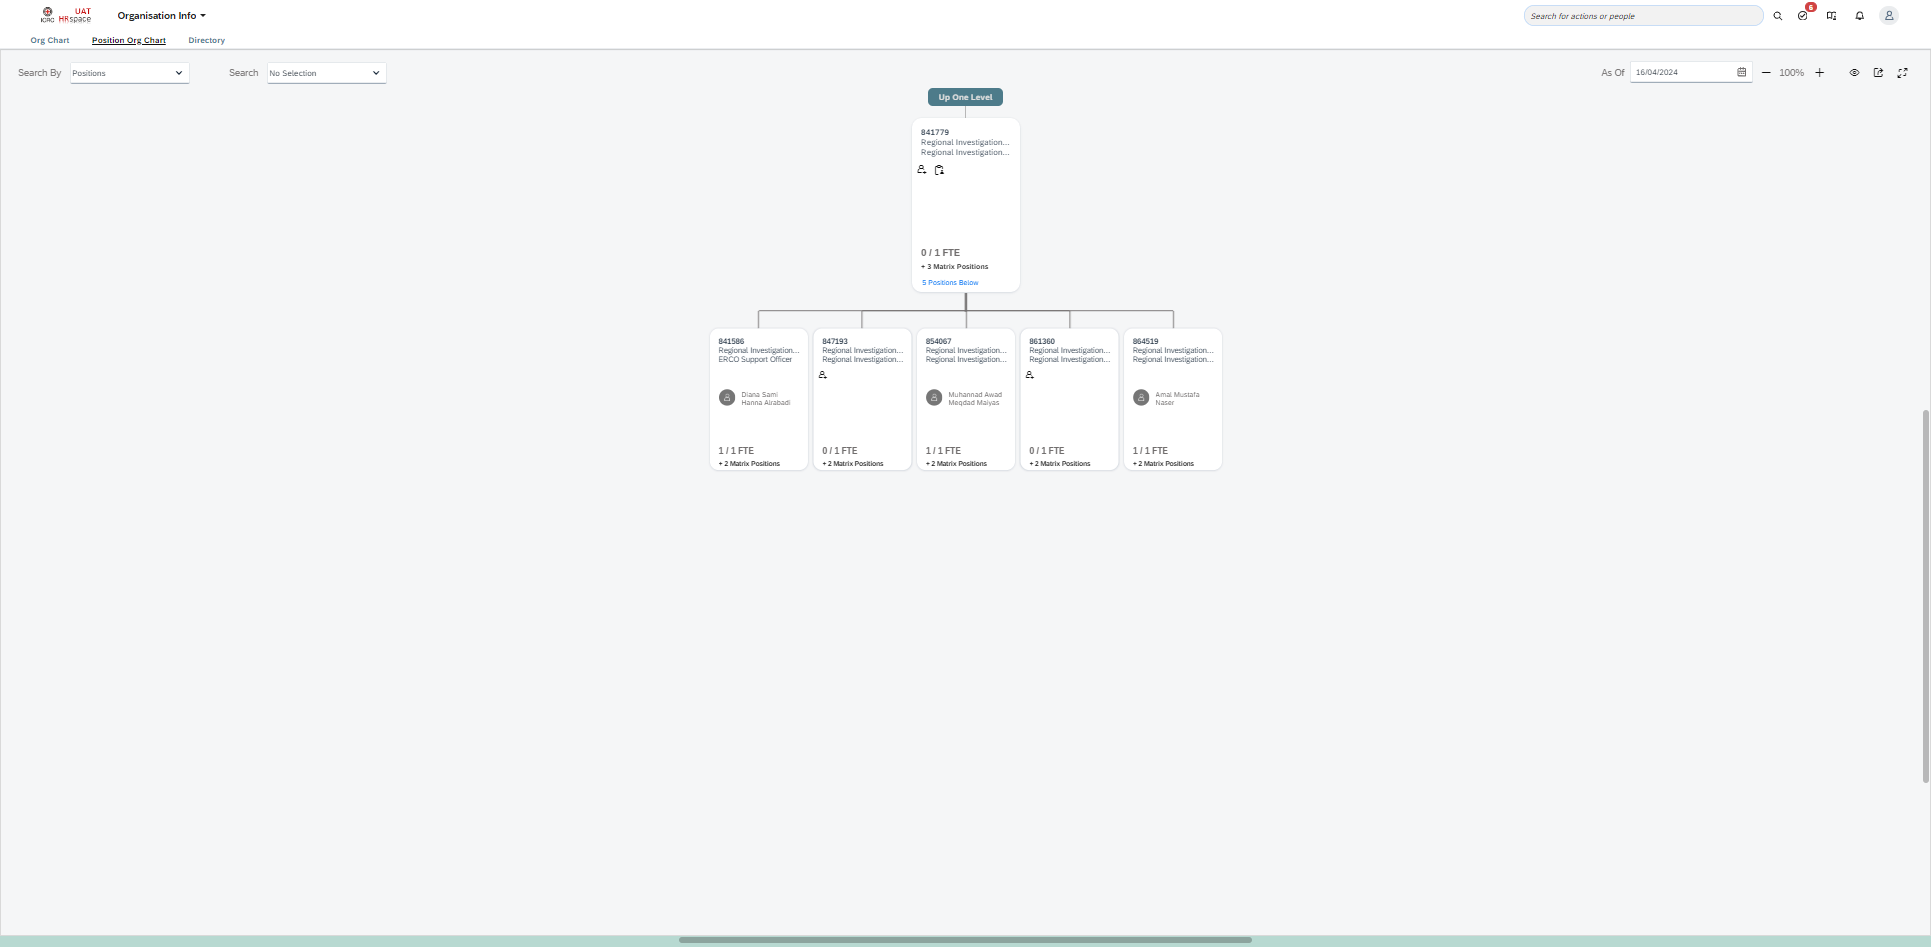 ICRC
UAT
HRspace
Organisation Info
Search for actions or people
6
Org Chart
Position Org Chart
Directory
Search By
Positions
Search
No Selection
As Of
16/04/2024
100%
Up One Level
841779
Regional Investigation...
Regional Investigation...
0 / 1 FTE
+ 3 Matrix Positions
5 Positions Below
841586
Regional Investigation...
ERCO Support Officer
Diana Sami
Hanna Alrabadi
1 / 1 FTE
+ 2 Matrix Positions
847193
Regional Investigation...
Regional Investigation...
0 / 1 FTE
+ 2 Matrix Positions
854067
Regional Investigation...
Regional Investigation...
Muhannad Awad
Meqdad Maiyas
1 / 1 FTE
+ 2 Matrix Positions
861360
Regional Investigation...
Regional Investigation...
0 / 1 FTE
+ 2 Matrix Positions
864519
Regional Investigation...
Regional Investigation...
Amal Mustafa
Naser
1 / 1 FTE
+ 2 Matrix Positions